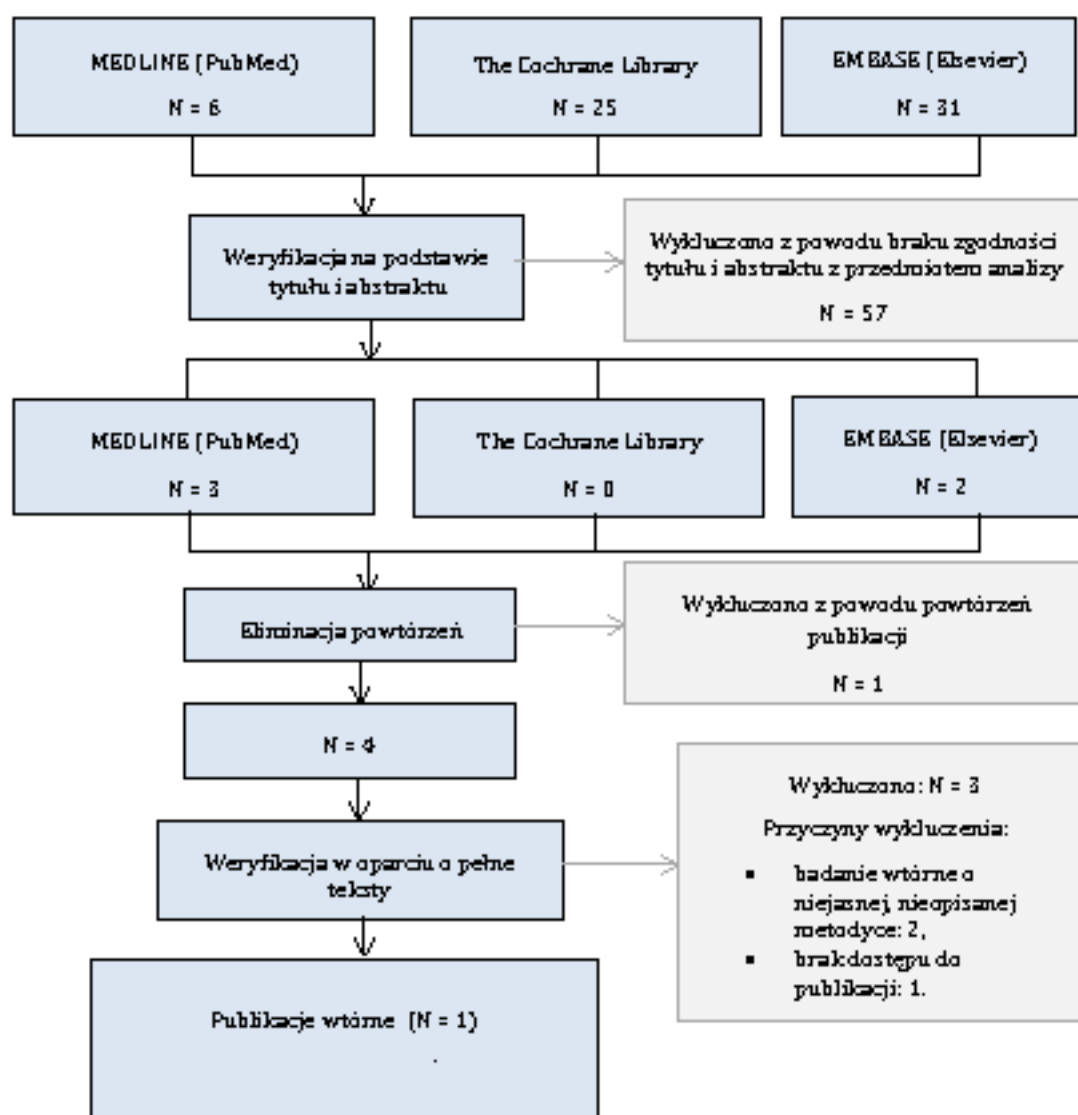 MEDLINE (PubMed)
N = 6
The Cochrane Library
N = 25
EMBASE (Elsevier)
N = 31
Weryfikacja na podstawie
tytułu i abstraktu
Wykluczono z powodu braku zgodności
tytułu i abstraktu z przedmiotem analizy
N = 57
MEDLINE (PubMed)
N = 3
The Cochrane Library
N = 0
EMBASE (Elsevier)
N = 2
Eliminacja powtórzeń
Wykluczono z powodu powtórzeń
publikacji
N = 1
N = 4
Weryfikacja w oparciu o pełne
teksty
Wykluczono: N = 3
Przyczyny wykluczenia:
▪ badanie wtórne o
niejasnej, nieopisanej
metodyce: 2,
▪ brak dostępu do
publikacji: 1.
Publikacje wtórne (N = 1)
.